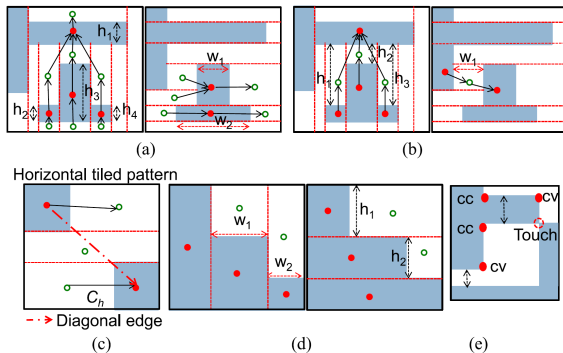 h1
h2
h3
h4
w1
w2
h1
h2
h3
w1
(a)
(b)
Horizontal tiled pattern
Ch
Diagonal edge
w1
w2
h1
h2
cc
cv
cc
Touch
cv
(c)
(d)
(e)